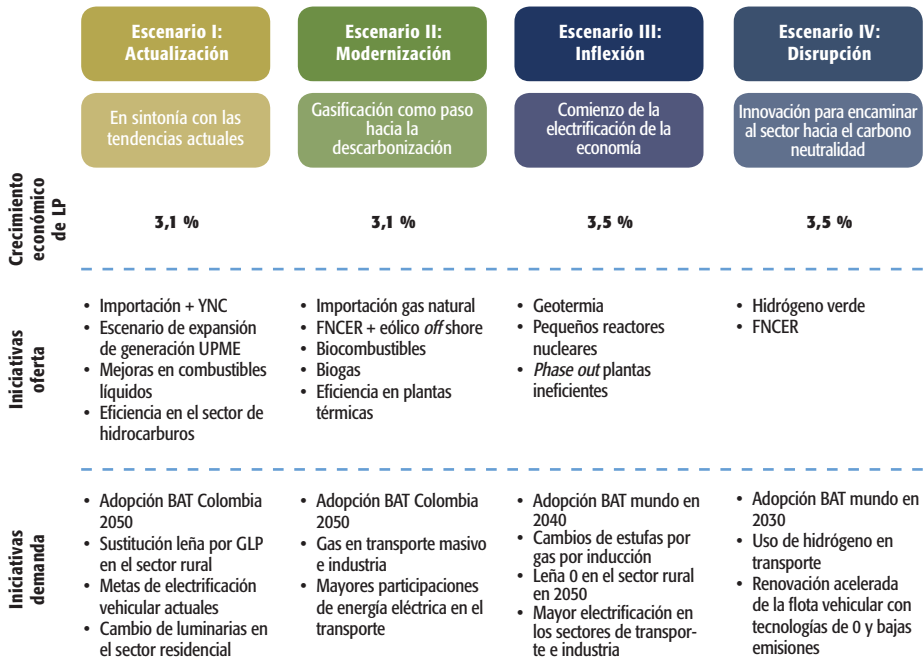 Escenario I:
Actualización
Escenario II:
Modernización
Escenario III:
Inflexión
Escenario IV:
Disrupción
En sintonía con las
tendencias actuales
Gasificación como paso
hacia la
descarbonización
Comienzo de la
electrificación de la
economía
Innovación para encaminar
al sector hacia el carbono
neutralidad
Crecimiento
económico
de LP
3,1 %
3,1 %
3,5 %
3,5 %
Iniciativas
oferta
• Importación + YNC
• Escenario de expansión
de generación UPME
• Mejoras en combustibles
líquidos
• Eficiencia en el sector de
hidrocarburos
• Importación gas natural
• FNCER + eólico off shore
• Biocombustibles
• Biogas
• Eficiencia en plantas
térmicas
• Geotermia
• Pequeños reactores
nucleares
• Phase out plantas
ineficientes
• Hidrógeno verde
• FNCER
Iniciativas
demanda
• Adopción BAT Colombia
2050
• Sustitución leña por GLP
en el sector rural
• Metas de electrificación
vehicular actuales
• Cambio de luminarias en
el sector residencial
• Adopción BAT Colombia
2050
• Gas en transporte masivo
e industria
• Mayores participaciones
de energía eléctrica en el
transporte
• Adopción BAT mundo en
2040
• Cambios de estufas por
gas por inducción
• Leña 0 en el sector rural
en 2050
• Mayor electrificación en
los sectores de transpor-
te e industria
• Adopción BAT mundo en
2030
• Uso de hidrógeno en
transporte
• Renovación acelerada
de la flota vehicular con
tecnologías de 0 y bajas
emisiones